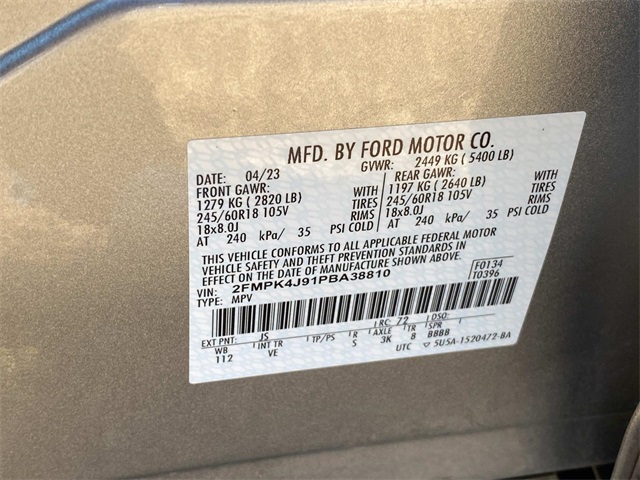 MFD. BY FORD MOTOR CO.
DATE: 04/23 GVWR: 2449 KG ( 5400 LB)
FRONT GAWR: REAR GAWR:
1279 KG ( 2820 LB) WITH 1197 KG ( 2640 LB) WITH
245/60R18 105V TIRES 245/60R18 105V TIRES
18x8.0J RIMS 18x8.0J RIMS
AT 240 kPa/ 35 PSI COLD AT 240 kPa/ 35 PSI COLD
THIS VEHICLE CONFORMS TO ALL APPLICABLE FEDERAL MOTOR
VEHICLE SAFETY AND THEFT PREVENTION STANDARDS IN
EFFECT ON THE DATE OF MANUFACTURE SHOWN ABOVE.
VIN: 2FMPK4J91PBA38810 F0134
TYPE: MPV T0396
EXT PNT: JS RC: 72 DSO:
WB INT TR TP/PS R AXLE TR SPR
112 VE S 3K 8 BBBB
UTC ▽ 5U5A-1520472-BA